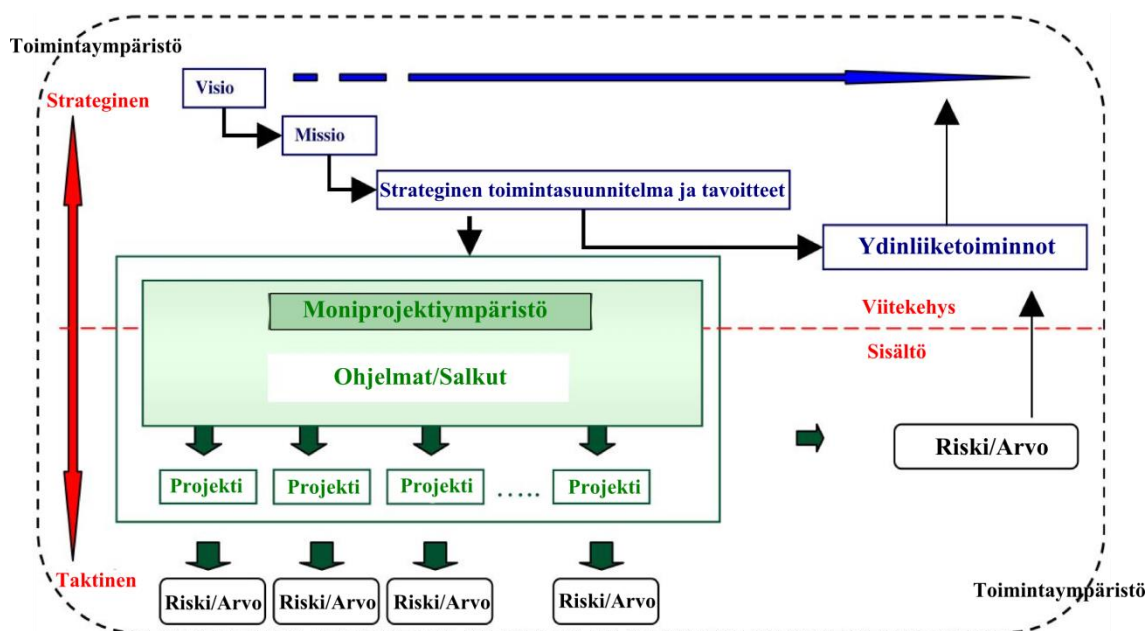 Toimintaympäristö
Strateginen
Visio
Missio
Strateginen toimintasuunnitelma ja tavoitteet
Ydinliiketoiminnot
Moniprojektiympäristö
Viitekehys
Sisältö
Ohjelmat/Salkut
Riski/Arvo
Projekti Projekti Projekti ..... Projekti
Taktinen
Riski/Arvo Riski/Arvo Riski/Arvo Riski/Arvo
Toimintaympäristö